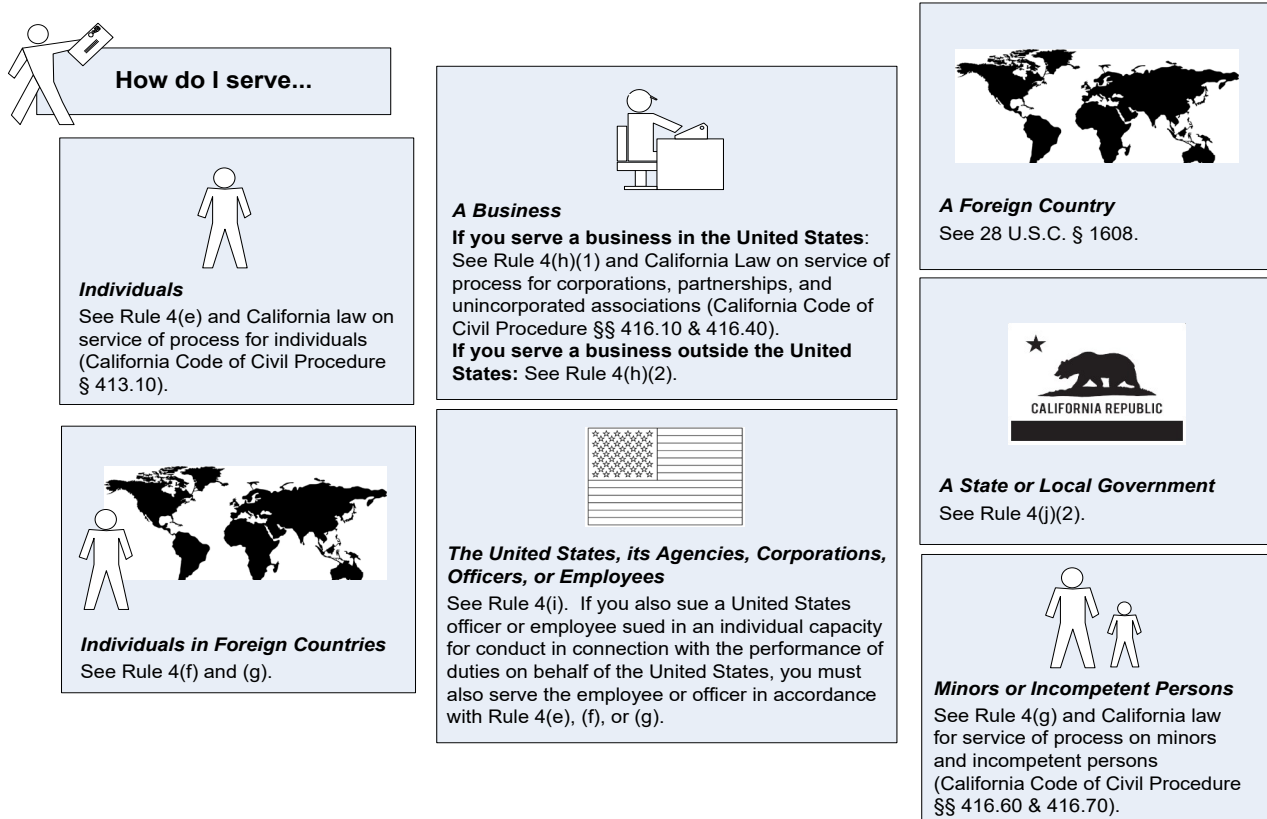 How do I serve...
Individuals
See Rule 4(e) and California law on
service of process for individuals
(California Code of Civil Procedure
§ 413.10).
Individuals in Foreign Countries
See Rule 4(f) and (g).
A Business
If you serve a business in the United States:
See Rule 4(h)(1) and California Law on service of
process for corporations, partnerships, and
unincorporated associations (California Code of
Civil Procedure §§ 416.10 & 416.40).
If you serve a business outside the United
States: See Rule 4(h)(2).
The United States, its Agencies, Corporations,
Officers, or Employees
See Rule 4(i).  If you also sue a United States
officer or employee sued in an individual capacity
for conduct in connection with the performance of
duties on behalf of the United States, you must
also serve the employee or officer in accordance
with Rule 4(e), (f), or (g).
A Foreign Country
See 28 U.S.C. § 1608.
CALIFORNIA REPUBLIC
A State or Local Government
See Rule 4(j)(2).
Minors or Incompetent Persons
See Rule 4(g) and California law
for service of process on minors
and incompetent persons
(California Code of Civil Procedure
§§ 416.60 & 416.70).